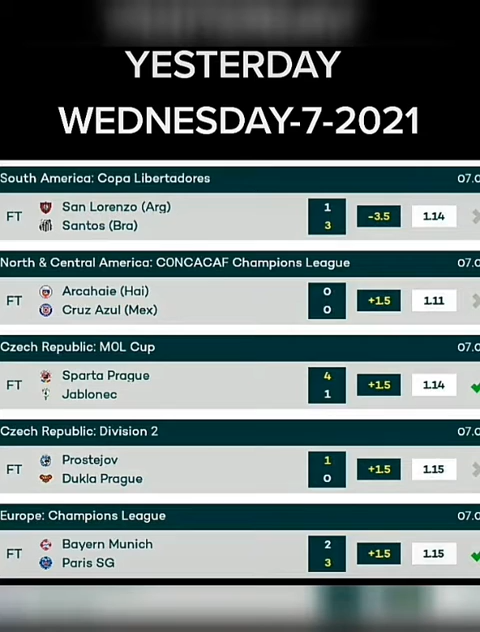 YESTERDAY
WEDNESDAY-7-2021
South America: Copa Libertadores 07.0
FT San Lorenzo (Arg) 1 -3.5 1.14
Santos (Bra) 3
North & Central America: CONCACAF Champions League 07.0
FT Arcahaie (Hai) 0 +1.5 1.11
Cruz Azul (Mex) 0
Czech Republic: MOL Cup 07.0
FT Sparta Prague 4 +1.5 1.14
Jablonec 1
Czech Republic: Division 2 07.0
FT Prostejov 1 +1.5 1.15
Dukla Prague 0
Europe: Champions League 07.0
FT Bayern Munich 2 +1.5 1.15
Paris SG 3